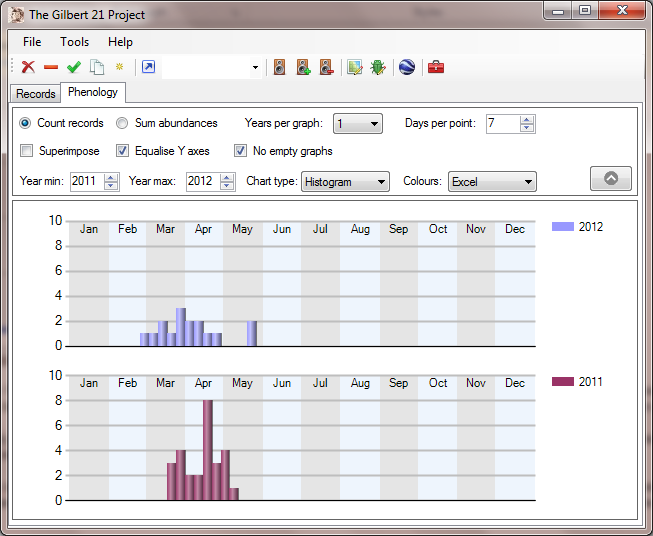 The Gilbert 21 Project
File Tools Help
Records Phenology
Count records Sum abundances Years per graph: 1 Days per point: 7
Superimpose Equalise Y axes No empty graphs
Year min: 2011 Year max: 2012 Chart type: Histogram Colours: Excel
10
Jan Feb Mar Apr May Jun Jul Aug Sep Oct Nov Dec 2012
8
6
4
2
0
10
Jan Feb Mar Apr May Jun Jul Aug Sep Oct Nov Dec 2011
8
6
4
2
0